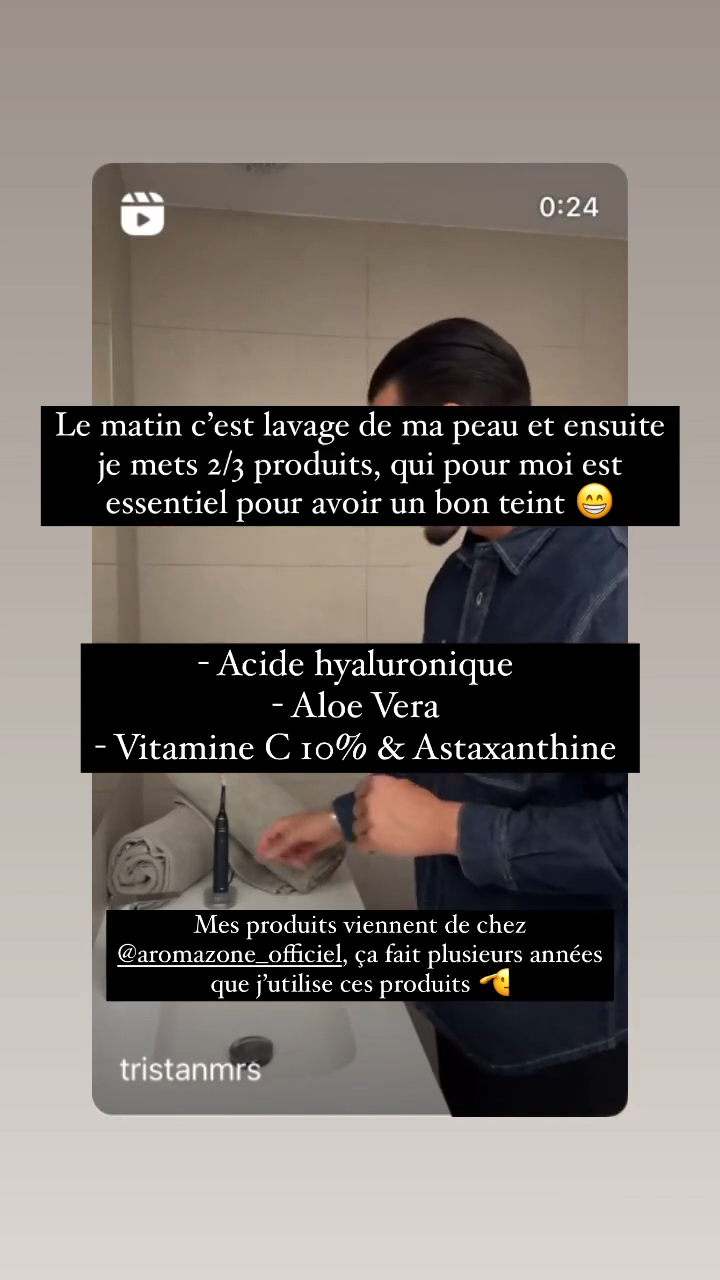 0:24
Le matin c’est lavage de ma peau et ensuite
je mets 2/3 produits, qui pour moi est
essentiel pour avoir un bon teint 😁
- Acide hyaluronique
- Aloe Vera
- Vitamine C 10% & Astaxanthine
Mes produits viennent de chez
@aromazone_officiel, ça fait plusieurs années
que j’utilise ces produits 🫡
tristanmrs